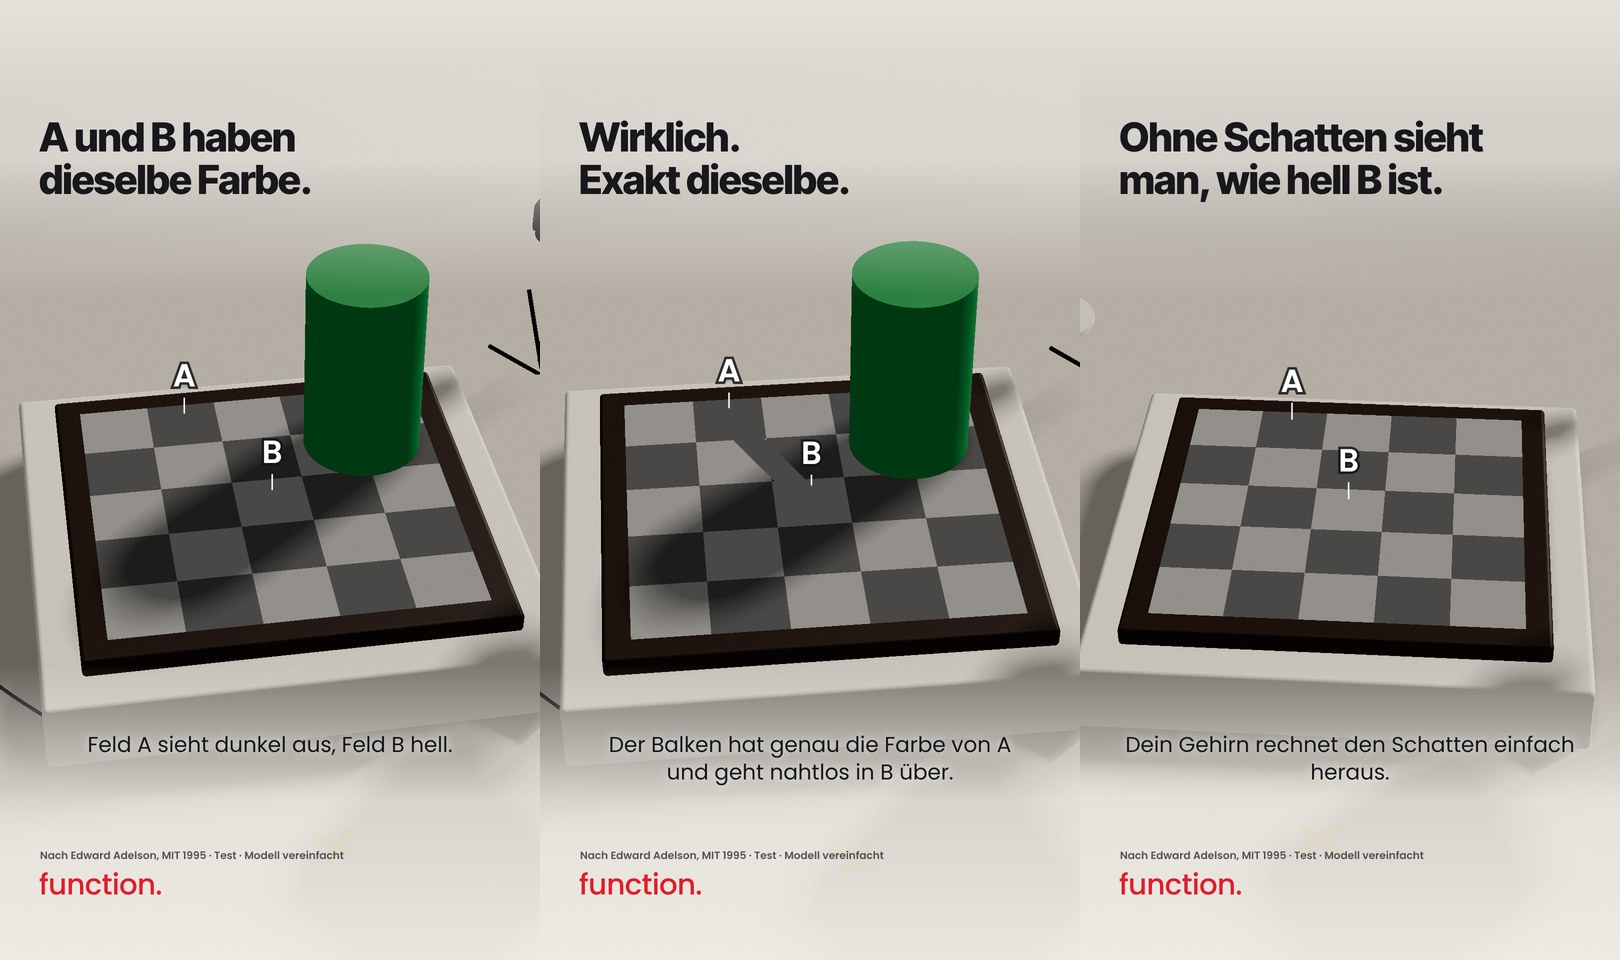 A und B haben
dieselbe Farbe.
A
B
Feld A sieht dunkel aus, Feld B hell.
Nach Edward Adelson, MIT 1995 · Test · Modell vereinfacht
function.
Wirklich.
Exakt dieselbe.
A
B
Der Balken hat genau die Farbe von A
und geht nahtlos in B über.
Nach Edward Adelson, MIT 1995 · Test · Modell vereinfacht
function.
Ohne Schatten sieht
man, wie hell B ist.
A
B
Dein Gehirn rechnet den Schatten einfach
heraus.
Nach Edward Adelson, MIT 1995 · Test · Modell vereinfacht
function.